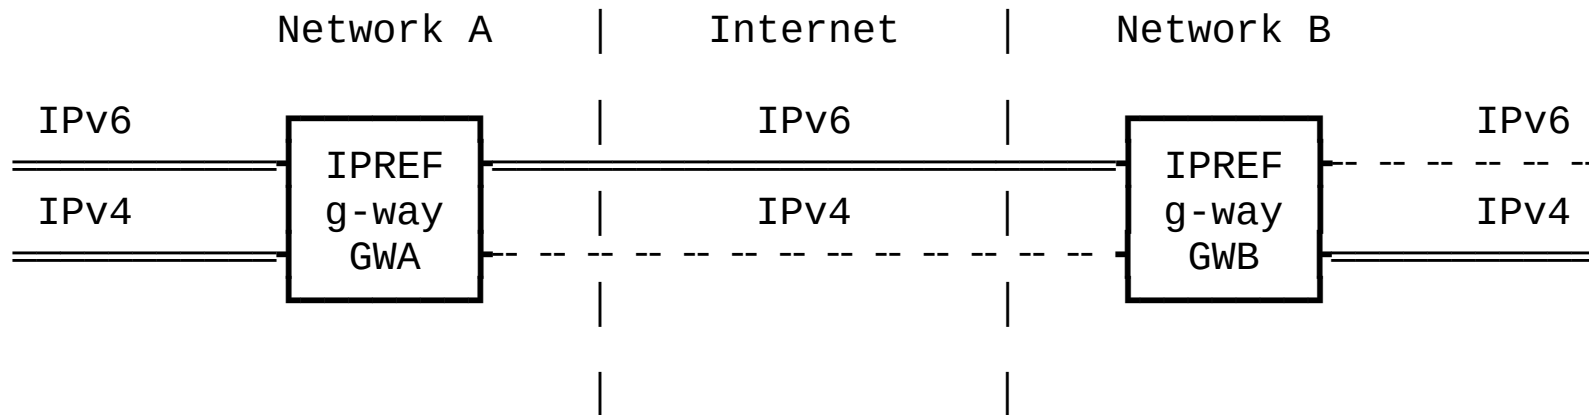 Network A | Internet | Network B
IPv6 IPv6 IPv6
IPREF IPREF
IPv4 g-way IPv4 g-way IPv4
GWA GWB